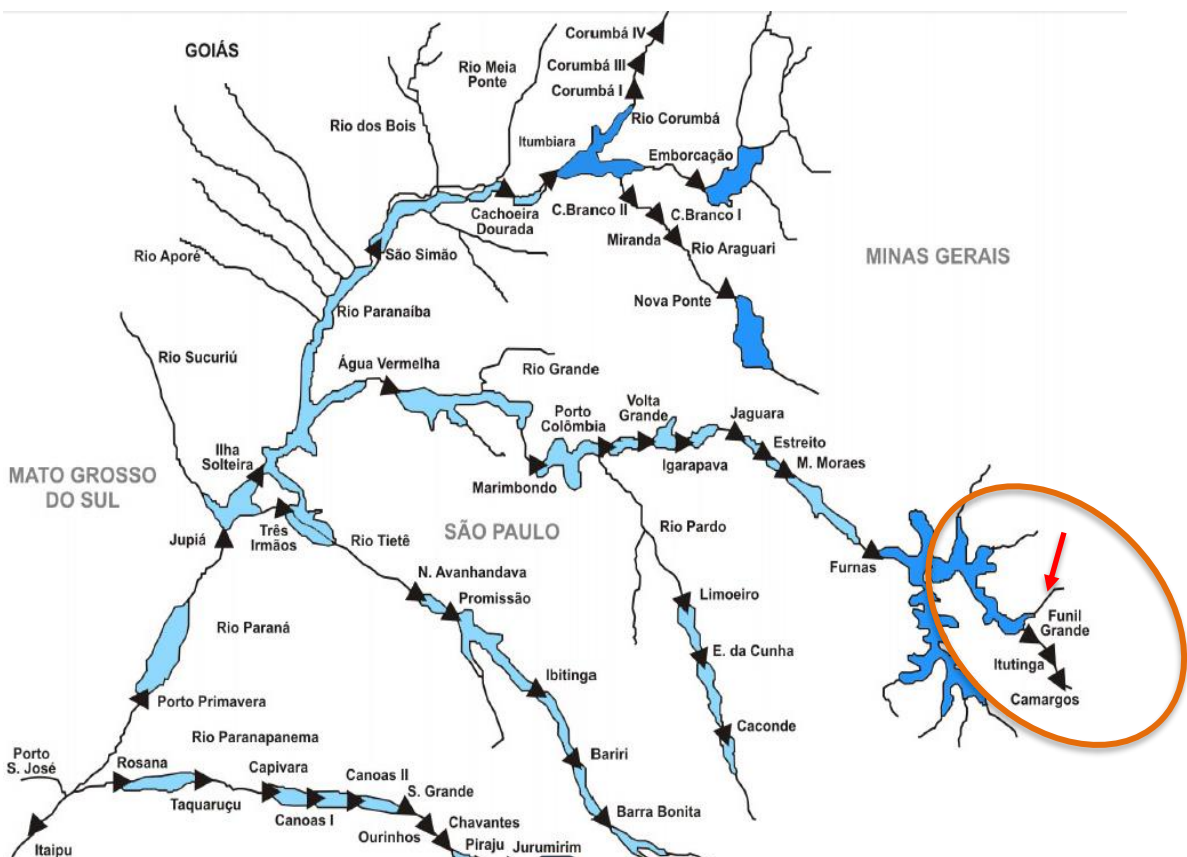 Corumbá IV
GOIÁS
Rio Meia
Ponte
Corumbá III
Corumbá I
Rio dos Bois
Itumbiara
Rio Corumbá
Emborcação
Cachoeira
Dourada
C.Branco II
C.Branco I
Miranda
Rio Araguari
São Simão
Rio Aporé
MINAS GERAIS
Nova Ponte
Rio Paranaíba
Rio Sucuriú
Água Vermelha
Rio Grande
Porto
Colômbia
Volta
Grande
Jaguara
Estreito
M. Moraes
Igarapava
Ilha
Solteira
Marimbondo
MATO GROSSO
DO SUL
Jupiá
Três
Irmãos
Rio Tietê
SÃO PAULO
Rio Pardo
Furnas
N. Avanhandava
Promissão
Limoeiro
Funil
Grande
Rio Paraná
E. da Cunha
Itutinga
Ibitinga
Camargos
Porto Primavera
Caconde
Rio Paranapanema
Porto
S. José
Rosana
Capivara
Canoas II
S. Grande
Bariri
Taquaruçu
Canoas I
Chavantes
Barra Bonita
Ourinhos
Piraju
Jurumirim
Itaipu